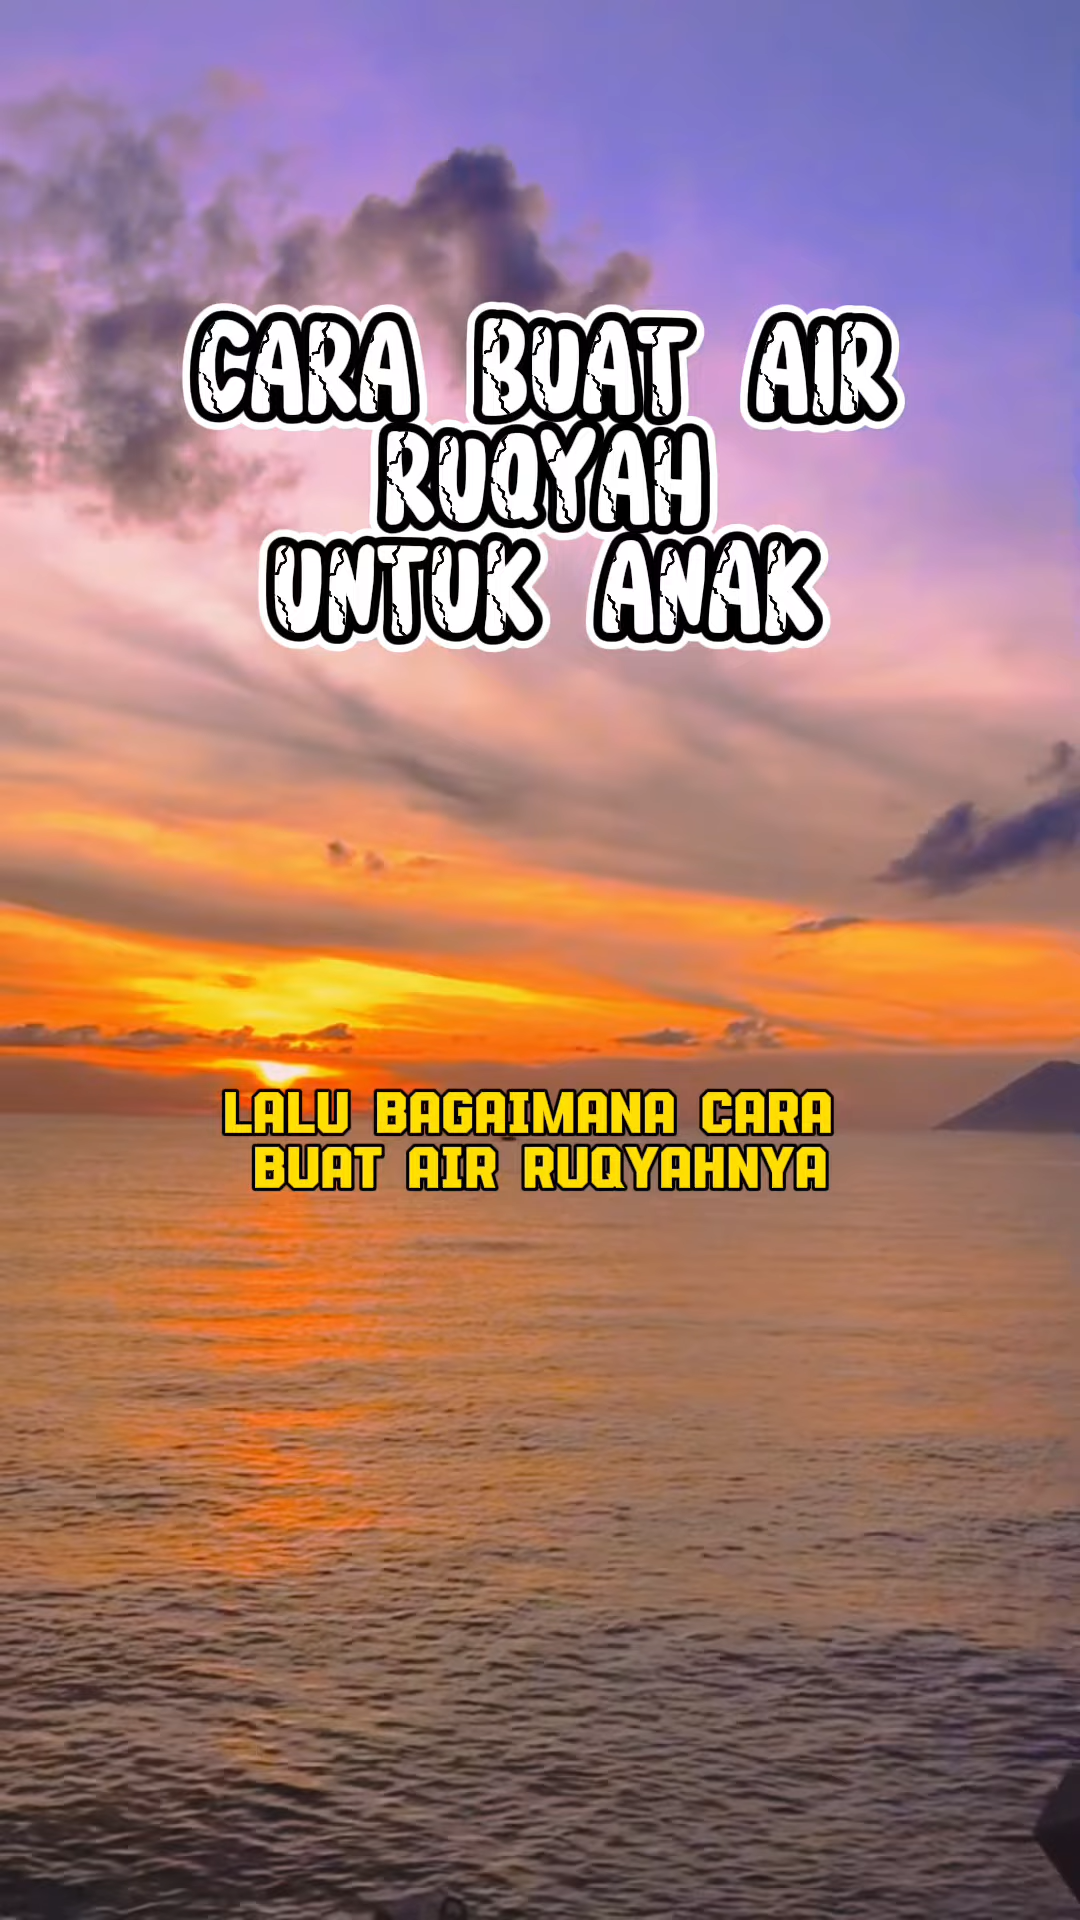 CARA BUAT AIR
RUQYAH
UNTUK ANAK
LALU BAGAIMANA CARA
BUAT AIR RUQYAHNYA